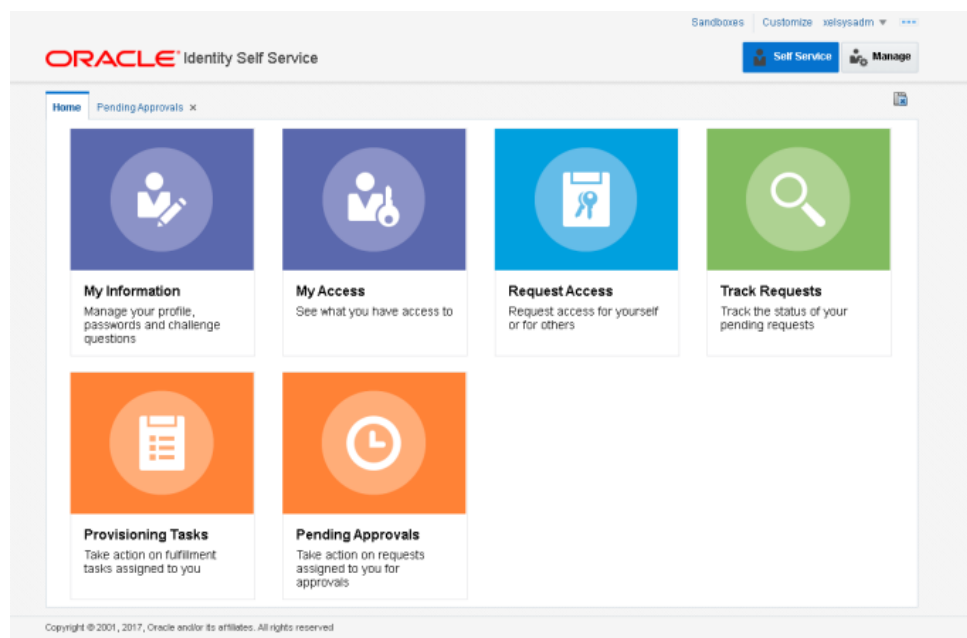 Sandboxes Customize xelsysadm
ORACLE Identity Self Service
Self Service Manage
Home Pending Approvals ×
My Information
Manage your profile,
passwords and challenge
questions
My Access
See what you have access to
Request Access
Request access for yourself
or for others
Track Requests
Track the status of your
pending requests
Provisioning Tasks
Take action on fulfillment
tasks assigned to you
Pending Approvals
Take action on requests
assigned to you for
approvals
Copyright © 2001, 2017, Oracle and/or its affiliates. All rights reserved